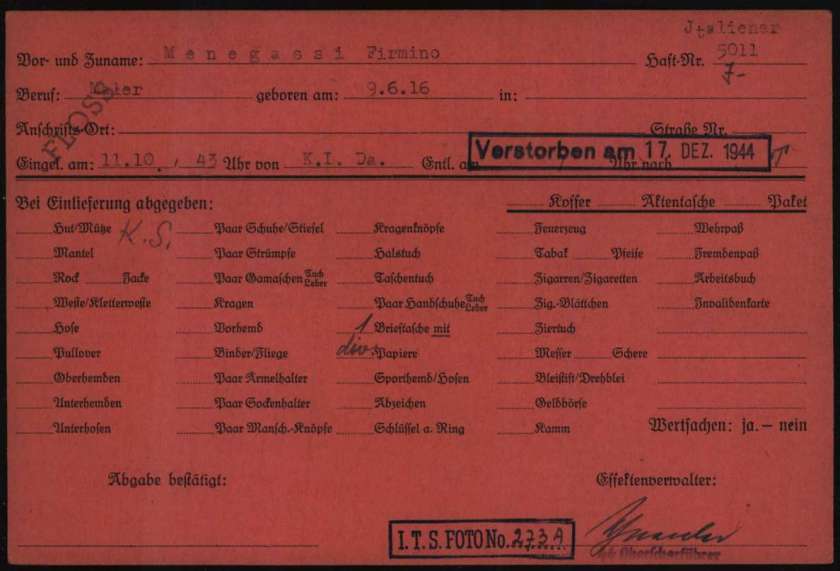 Jtaliener
Vor- und Zuname: Menegassi Firmino Haft-Nr. 5011
7-
Beruf: Maler geboren am: 9.6.16 in:
FLOSS
Anschrifts-Ort: Straße Nr.
Eingel. am: 11.10. 43 Uhr von K.I. Da. Entl. am Uhr nach
Verstorben am 17. DEZ. 1944
Bei Einlieferung abgegeben: Koffer Aktentasche Paket
Hut/Mütze K.S. Paar Schuhe/Stiefel Kragenknöpfe Feuerzeug Wehrpaß
Mantel Paar Strümpfe Halstuch Tabak Pfeife Fremdenpaß
Rock Jacke Paar Gamaschen Tuch Leder Taschentuch Zigarren/Zigaretten Arbeitsbuch
Weste/Kletterweste Kragen Paar Handschuhe Tuch Leder Zig.-Blättchen Invalidenkarte
Hose Vorhemd 1 Brieftasche mit Ziertuch
Pullover Binder/Fliege div. Papiere Messer Schere
Oberhemden Paar Ärmelhalter Sporthemd/Hosen Bleistift/Drehblei
Unterhemden Paar Sockenhalter Abzeichen Geldbörse
Unterhosen Paar Mansch.-Knöpfe Schlüssel a. Ring Kamm Wertsachen: ja. – nein
Abgabe bestätigt: Effektenverwalter:
I.T.S. FOTO No. 273A
Oberscharführer